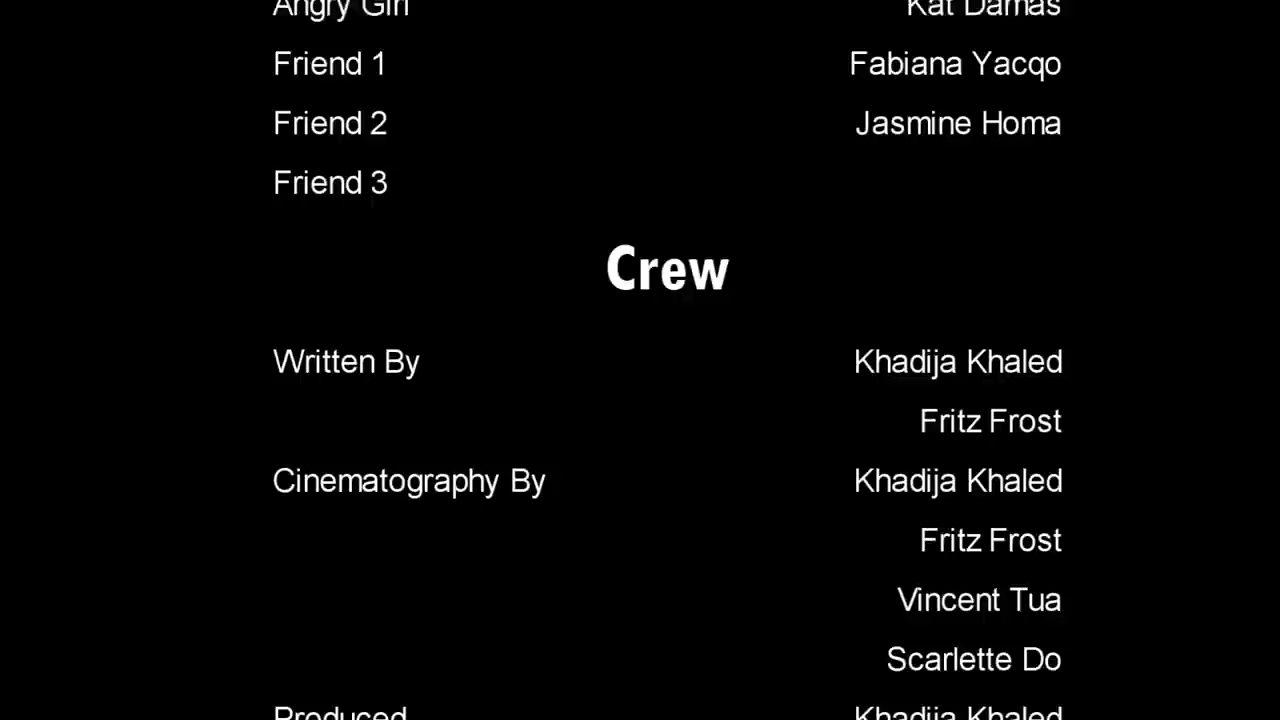 Angry Girl Kat Damas
Friend 1 Fabiana Yacqo
Friend 2 Jasmine Homa
Friend 3
Crew
Written By Khadija Khaled
Fritz Frost
Cinematography By Khadija Khaled
Fritz Frost
Vincent Tua
Scarlette Do
Produced Khadija Khaled